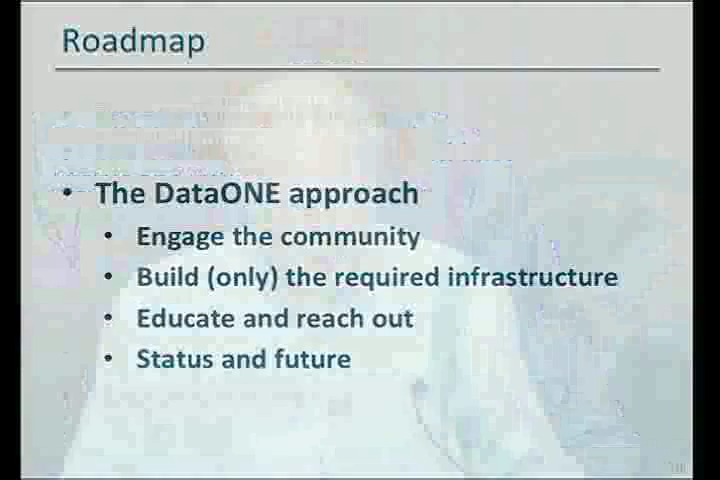 Roadmap
• The DataONE approach
• Engage the community
• Build (only) the required infrastructure
• Educate and reach out
• Status and future